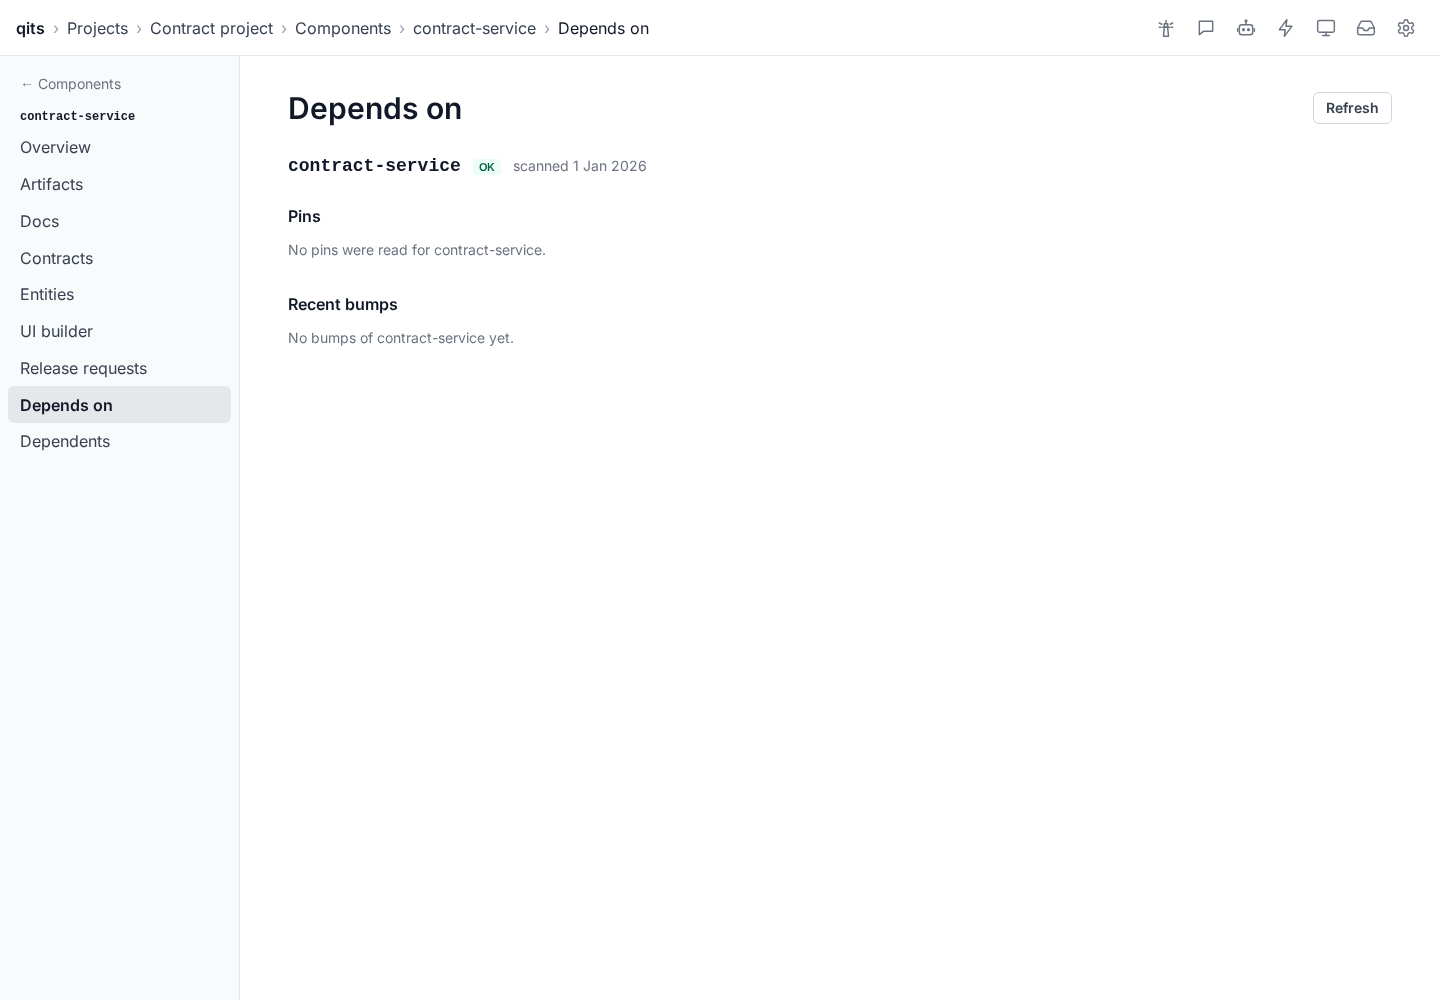 qits › Projects › Contract project › Components › contract-service › Depends on
← Components
contract-service
Overview
Artifacts
Docs
Contracts
Entities
UI builder
Release requests
Depends on
Dependents
Depends on
Refresh
contract-service OK scanned 1 Jan 2026
Pins
No pins were read for contract-service.
Recent bumps
No bumps of contract-service yet.